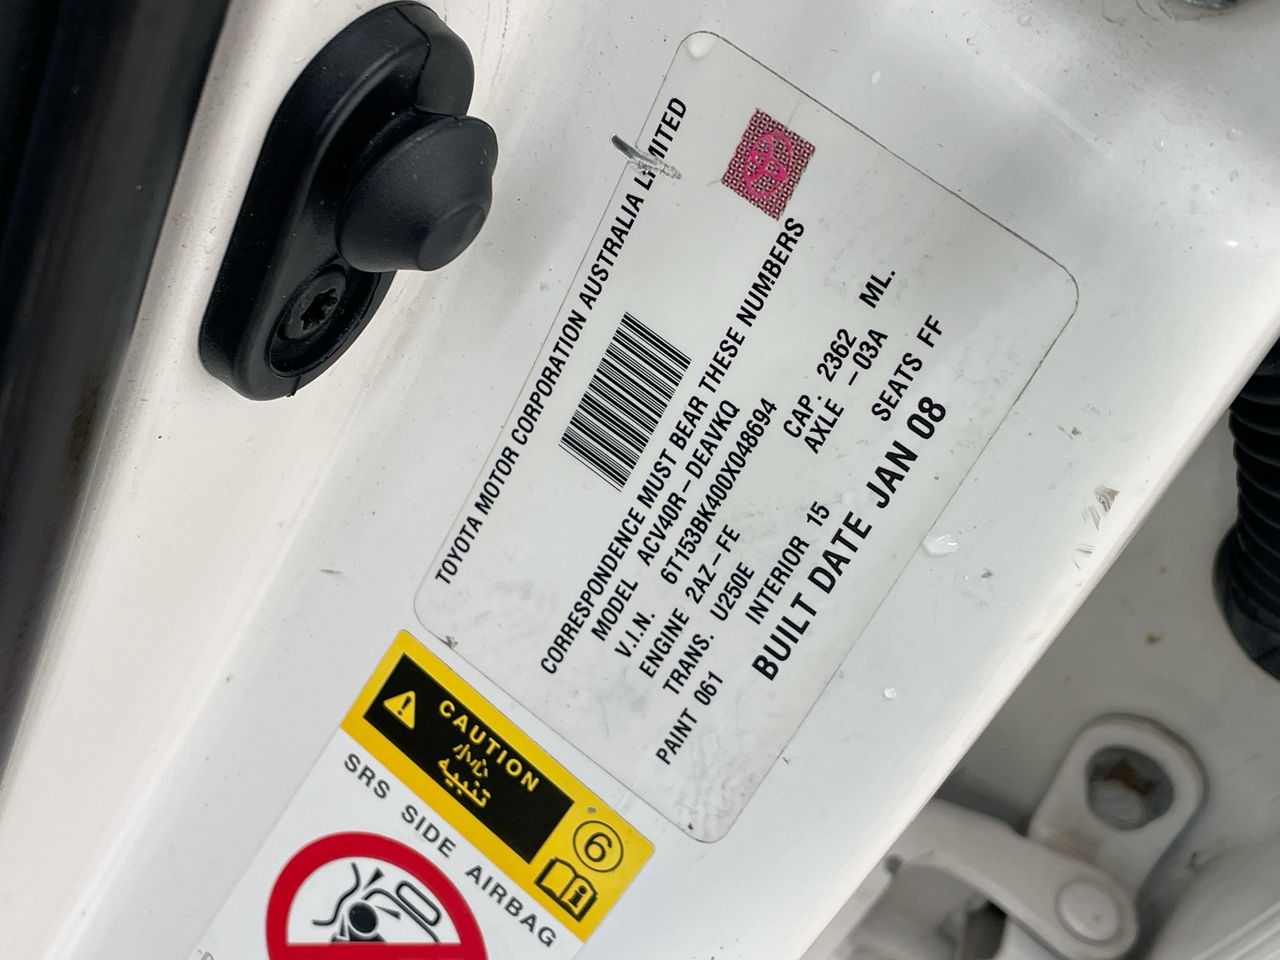 TOYOTA MOTOR CORPORATION AUSTRALIA LIMITED
CORRESPONDENCE MUST BEAR THESE NUMBERS
MODEL ACV40R-DEAVKQ
V.I.N. 6T153BK400X048694
ENGINE 2AZ-FE CAP. 2362 ML.
TRANS. U250E AXLE -03A
PAINT 061 INTERIOR 15 SEATS FF
BUILT DATE JAN 08
CAUTION
تنبيه
6
SRS SIDE AIRBAG